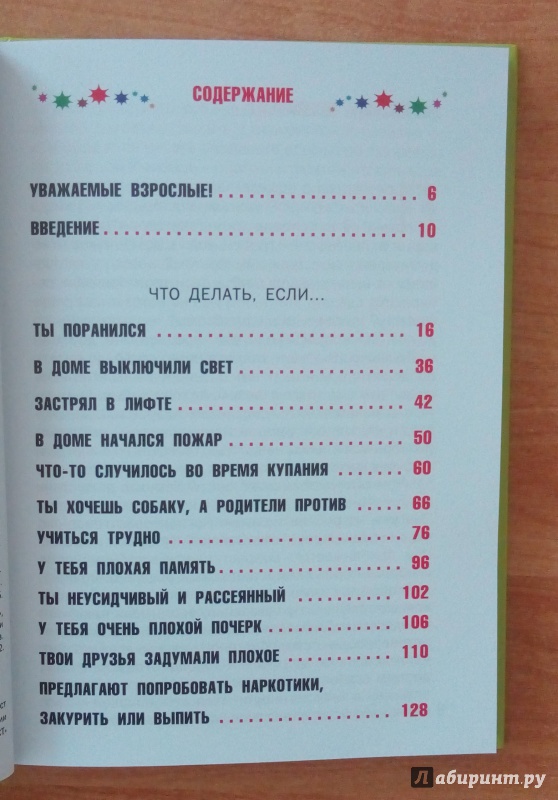 СОДЕРЖАНИЕ
УВАЖАЕМЫЕ ВЗРОСЛЫЕ! 6
ВВЕДЕНИЕ 10
ЧТО ДЕЛАТЬ, ЕСЛИ...
ТЫ ПОРАНИЛСЯ 16
В ДОМЕ ВЫКЛЮЧИЛИ СВЕТ 36
ЗАСТРЯЛ В ЛИФТЕ 42
В ДОМЕ НАЧАЛСЯ ПОЖАР 50
ЧТО-ТО СЛУЧИЛОСЬ ВО ВРЕМЯ КУПАНИЯ 60
ТЫ ХОЧЕШЬ СОБАКУ, А РОДИТЕЛИ ПРОТИВ 66
УЧИТЬСЯ ТРУДНО 76
У ТЕБЯ ПЛОХАЯ ПАМЯТЬ 96
ТЫ НЕУСИДЧИВЫЙ И РАССЕЯННЫЙ 102
У ТЕБЯ ОЧЕНЬ ПЛОХОЙ ПОЧЕРК 106
ТВОИ ДРУЗЬЯ ЗАДУМАЛИ ПЛОХОЕ 110
ПРЕДЛАГАЮТ ПОПРОБОВАТЬ НАРКОТИКИ,
ЗАКУРИТЬ ИЛИ ВЫПИТЬ 128
Лабиринт.ру